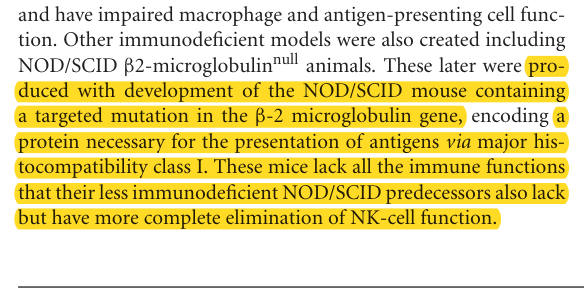 and have impaired macrophage and antigen-presenting cell func-
tion. Other immunodeficient models were also created including
NOD/SCID β2-microglobulinnull animals. These later were pro-
duced with development of the NOD/SCID mouse containing
a targeted mutation in the β-2 microglobulin gene, encoding a
protein necessary for the presentation of antigens via major his-
tocompatibility class I. These mice lack all the immune functions
that their less immunodeficient NOD/SCID predecessors also lack
but have more complete elimination of NK-cell function.